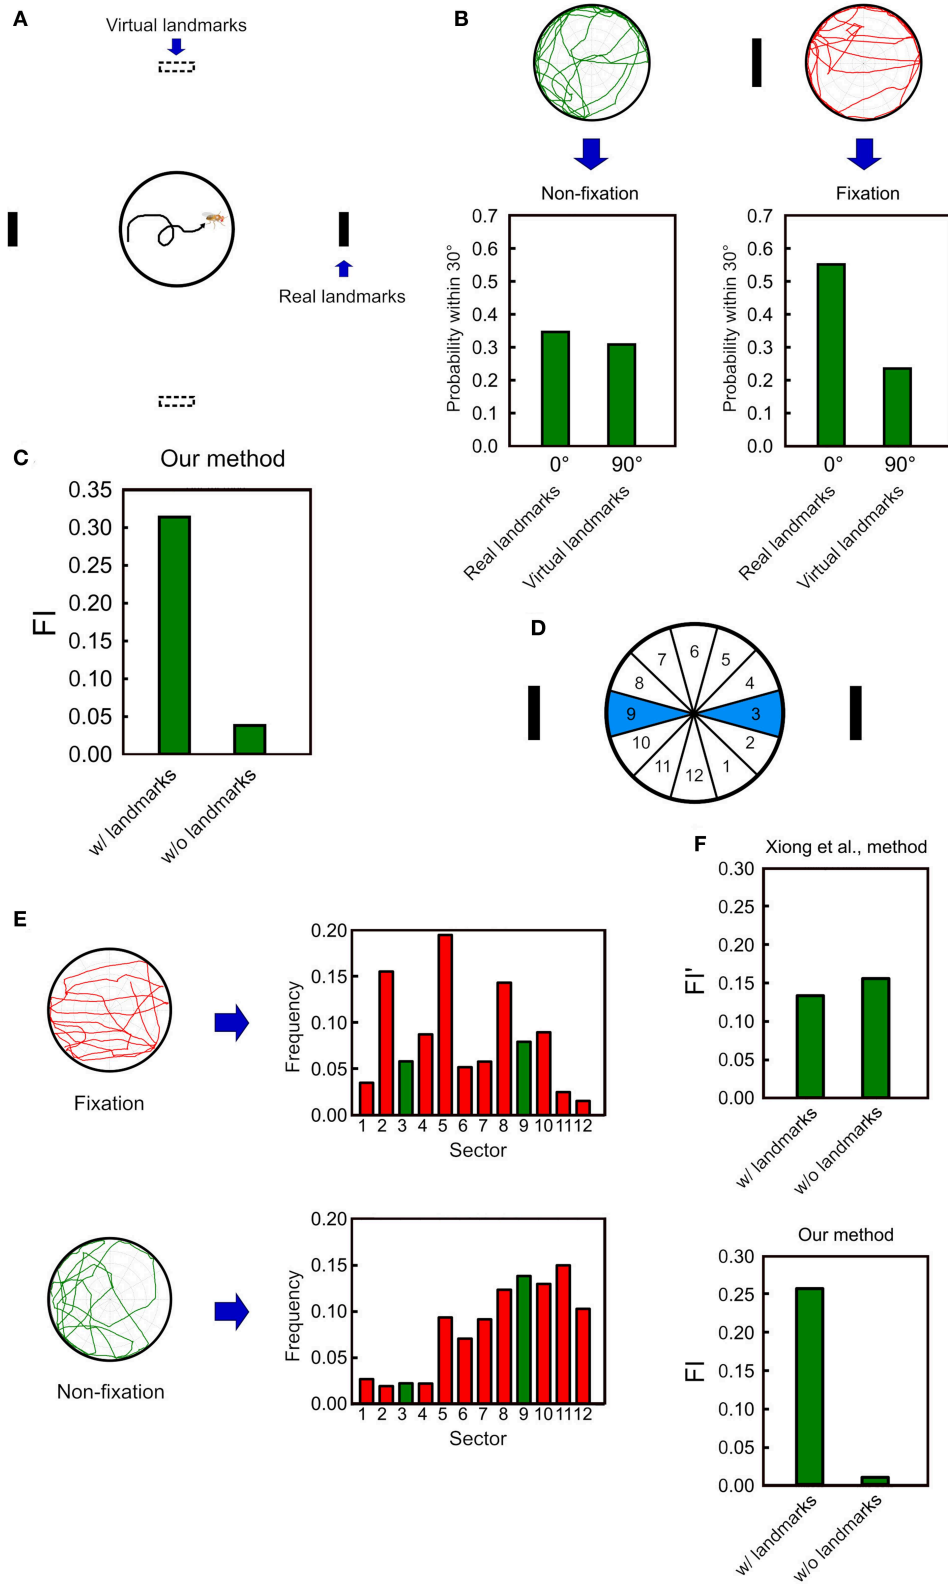 A
Virtual landmarks
Real landmarks
B
Non-fixation
Fixation
Probability within 30°
0.7
0.6
0.5
0.4
0.3
0.2
0.1
0.0
0° 90°
Real landmarks
Virtual landmarks
Probability within 30°
0.7
0.6
0.5
0.4
0.3
0.2
0.1
0.0
0° 90°
Real landmarks
Virtual landmarks
C
Our method
FI
0.35
0.30
0.25
0.20
0.15
0.10
0.05
0.00
w/ landmarks
w/o landmarks
D
6
7 5
8 4
9 3
10 2
11 1
12
E
Fixation
Frequency
0.20
0.15
0.10
0.05
0.00
1 2 3 4 5 6 7 8 9 10 11 12
Sector
Non-fixation
Frequency
0.20
0.15
0.10
0.05
0.00
1 2 3 4 5 6 7 8 9 10 11 12
Sector
F
Xiong et al., method
FI'
0.30
0.25
0.20
0.15
0.10
0.05
0.00
w/ landmarks
w/o landmarks
Our method
FI
0.30
0.25
0.20
0.15
0.10
0.05
0.00
w/ landmarks
w/o landmarks